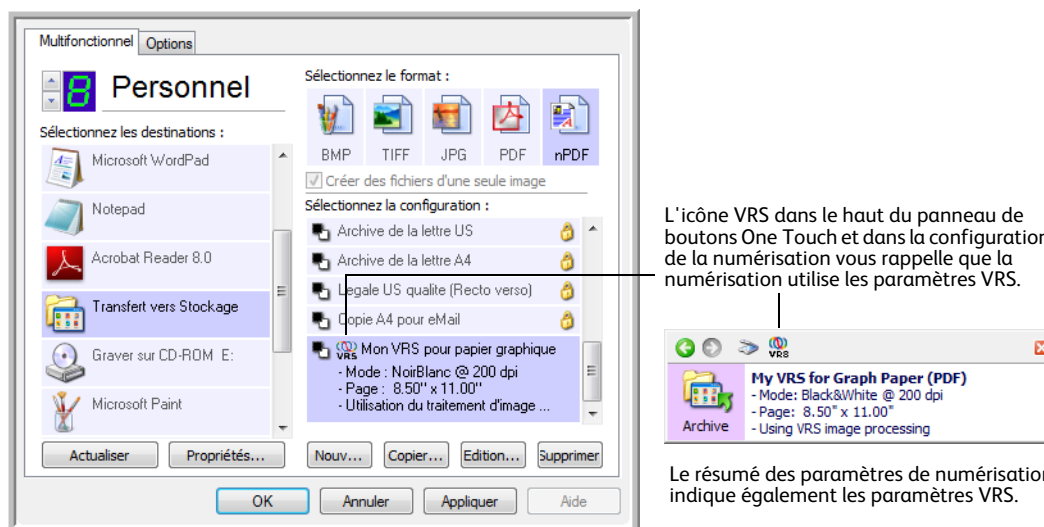 Multifonctionnel Options
8 Personnel
Sélectionnez les destinations :
Microsoft WordPad
Notepad
Acrobat Reader 8.0
Transfert vers Stockage
Graver sur CD-ROM E:
Microsoft Paint
Actualiser Propriétés...
Sélectionnez le format :
BMP TIFF JPG PDF nPDF
Créer des fichiers d'une seule image
Sélectionnez la configuration :
Archive de la lettre US
Archive de la lettre A4
Legale US qualite (Recto verso)
Copie A4 pour eMail
VRS Mon VRS pour papier graphique
- Mode : NoirBlanc @ 200 dpi
- Page : 8.50'' x 11.00''
- Utilisation du traitement d'image ...
Nouv... Copier... Edition... Supprimer
OK Annuler Appliquer Aide
L'icône VRS dans le haut du panneau de
boutons One Touch et dans la configuration
de la numérisation vous rappelle que la
numérisation utilise les paramètres VRS.
VRS
My VRS for Graph Paper (PDF)
- Mode: Black&White @ 200 dpi
- Page: 8.50" x 11.00"
- Using VRS image processing
Archive
Le résumé des paramètres de numérisation
indique également les paramètres VRS.